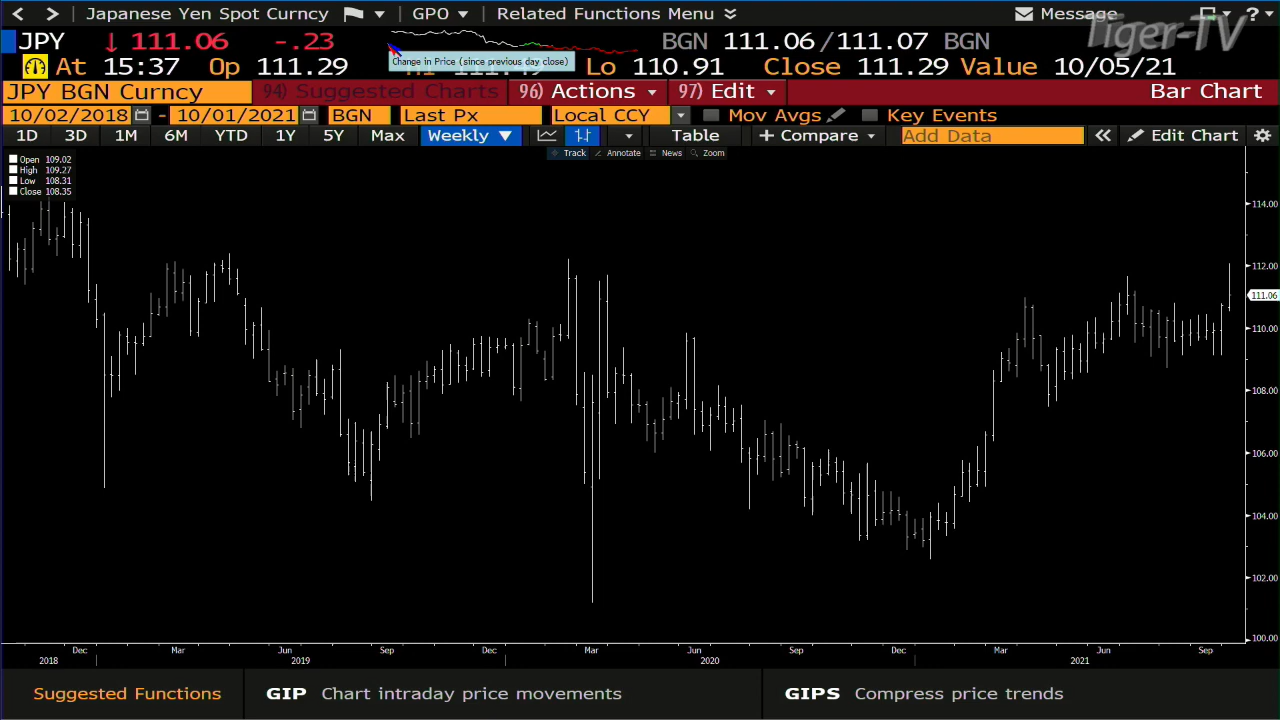 Japanese Yen Spot Curncy GPO Related Functions Menu Message ?
Tiger-TV
JPY 111.06 -.23 BGN 111.06/111.07 BGN
Change in Price (since previous day close)
At 15:37 Op 111.29 Lo 110.91 Close 111.29 Value 10/05/21
JPY BGN Curncy 94) Suggested Charts 96) Actions 97) Edit Bar Chart
10/02/2018 - 10/01/2021 BGN Last Px Local CCY Mov Avgs Key Events
1D 3D 1M 6M YTD 1Y 5Y Max Weekly Table + Compare Add Data Edit Chart
Track Annotate News Zoom
Open 109.02
High 109.27
Low 108.31
Close 108.35
114.00
112.00
111.06
110.00
108.00
106.00
104.00
102.00
100.00
Dec Mar Jun Sep Dec Mar Jun Sep Dec Mar Jun Sep
2018 2019 2020 2021
Suggested Functions GIP Chart intraday price movements GIPS Compress price trends